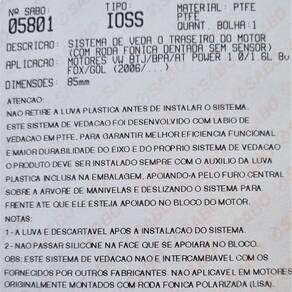 Nº SABO:
TIPO:
MATERIAL: PTFE
05801
IOSS
PTFE
QUANT. BOLHA: 1
DESCRICAO: SISTEMA DE VEDA O TRASEIRO DO MOTOR
(COM RODA FONICA DENTADA SEM SENSOR)
APLICACAO: MOTORES VW BTJ/BPA/AT POWER 1.0/1 6L 8v
FOX/GOL (2006/...)
DIMENSOES: 85mm
ATENCAO:
NAO RETIRE A LUVA PLASTICA ANTES DE INSTALAR O SISTEMA.
ESTE SISTEMA DE VEDACAO FOI DESENVOLVIDO COM LABIO DE
VEDACAO EM PTFE, PARA GARANTIR MELHOR EFICIENCIA FUNCIONAL
E MAIOR DURABILIDADE DO EIXO E DO PROPRIO SISTEMA DE VEDACAO
O PRODUTO DEVE SER INSTALADO SEMPRE COM O AUXILIO DA LUVA
PLASTICA INCLUSA NA EMBALAGEM, APOIANDO-A PELO FURO CENTRAL
SOBRE A ARVORE DE MANIVELAS E DESLIZANDO O SISTEMA PARA
FRENTE ATE QUE ELE ESTEJA APOIADO NO BLOCO DO MOTOR.
NOTAS:
1 - A LUVA E DESCARTAVEL APOS A INSTALACAO DO SISTEMA.
2 - NAO PASSAR SILICONE NA FACE QUE SE APOIARA NO BLOCO.
OBS: ESTE SISTEMA DE VEDACAO NAO E INTERCAMBIAVEL COM OS
FORNECIDOS POR OUTROS FABRICANTES. NAO APLICAVEL EM MOTORES
ORIGINALMENTE MONTADOS COM RODA FONICA POLARIZADA (LISA).